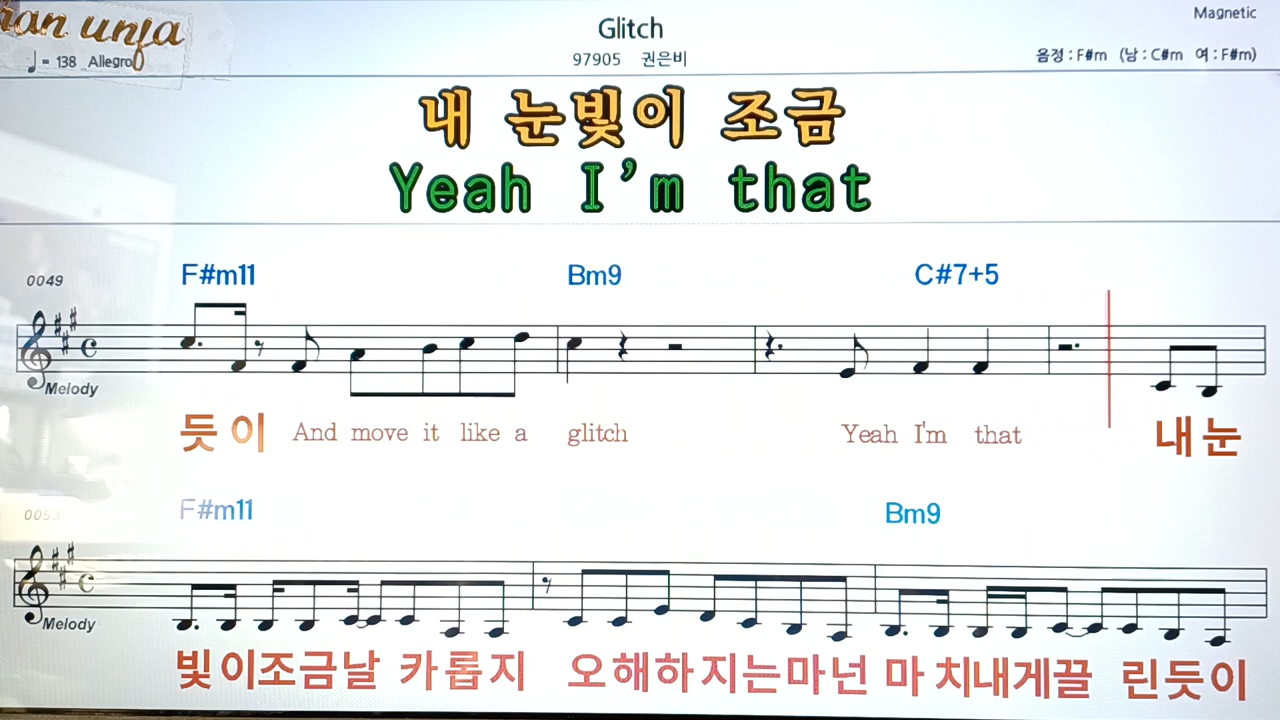 Magnetic
Glitch
♩= 138 Allegro
97905 권은비
음정 : F#m (남 : C#m 여 : F#m)
내 눈빛이 조금
Yeah I'm that
0049
F#m11 Bm9 C#7+5
Melody
듯 이 And move it like a glitch Yeah I'm that 내 눈
0053
F#m11 Bm9
Melody
빛 이조금날 카 롭 지 오해하지는마넌 마 치내게끌 린듯이